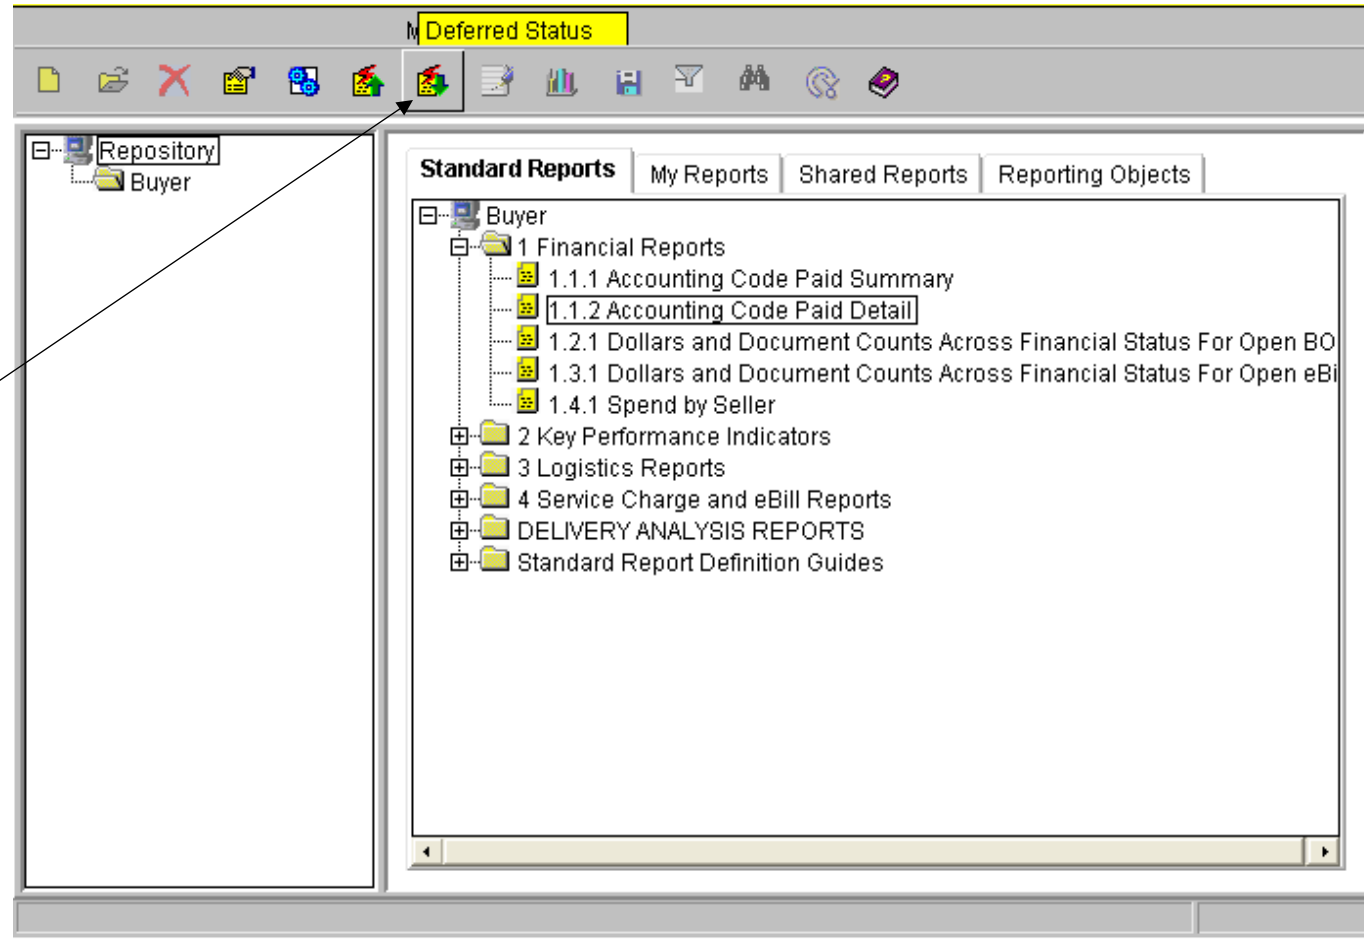 Deferred Status
Repository
Buyer
Standard Reports
My Reports
Shared Reports
Reporting Objects
Buyer
1 Financial Reports
1.1.1 Accounting Code Paid Summary
1.1.2 Accounting Code Paid Detail
1.2.1 Dollars and Document Counts Across Financial Status For Open BO
1.3.1 Dollars and Document Counts Across Financial Status For Open eBi
1.4.1 Spend by Seller
2 Key Performance Indicators
3 Logistics Reports
4 Service Charge and eBill Reports
DELIVERY ANALYSIS REPORTS
Standard Report Definition Guides